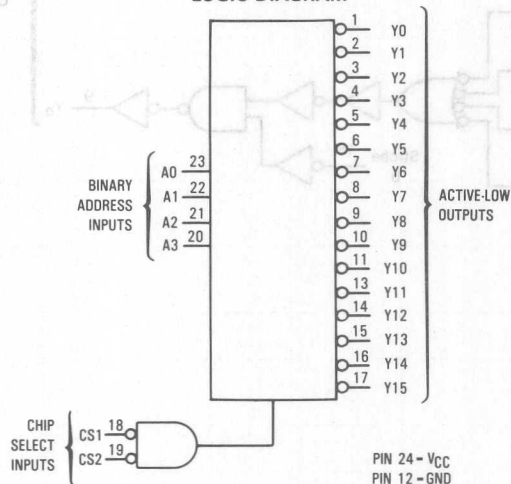 LOGIC DIAGRAM
BINARY
ADDRESS
INPUTS
A0 23
A1 22
A2 21
A3 20
1 Y0
2 Y1
3 Y2
4 Y3
5 Y4
6 Y5
7 Y6
8 Y7
9 Y8
10 Y9
11 Y10
13 Y11
14 Y12
15 Y13
16 Y14
17 Y15
ACTIVE-LOW
OUTPUTS
CHIP
SELECT
INPUTS
CS1 18
CS2 19
PIN 24 = VCC
PIN 12 = GND